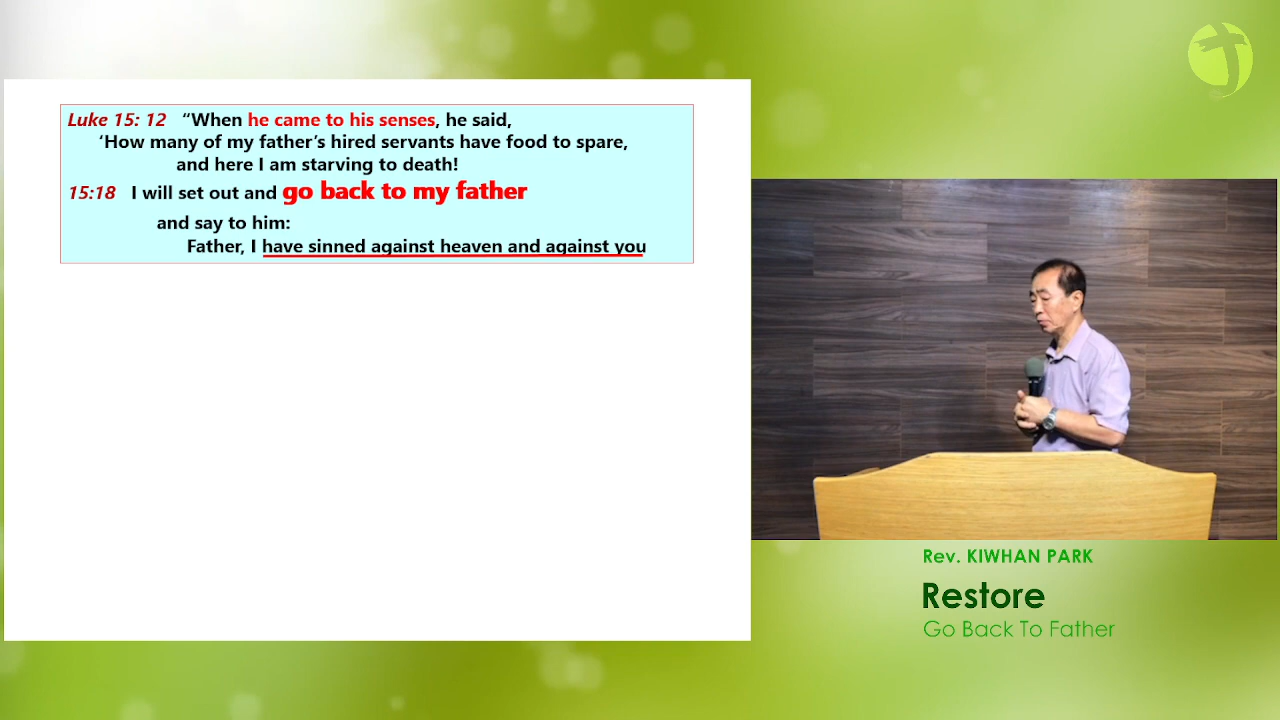 Luke 15: 12 “When he came to his senses, he said,
‘How many of my father’s hired servants have food to spare,
and here I am starving to death!
15:18 I will set out and go back to my father
and say to him:
Father, I have sinned against heaven and against you
Rev. KIWHAN PARK
Restore
Go Back To Father